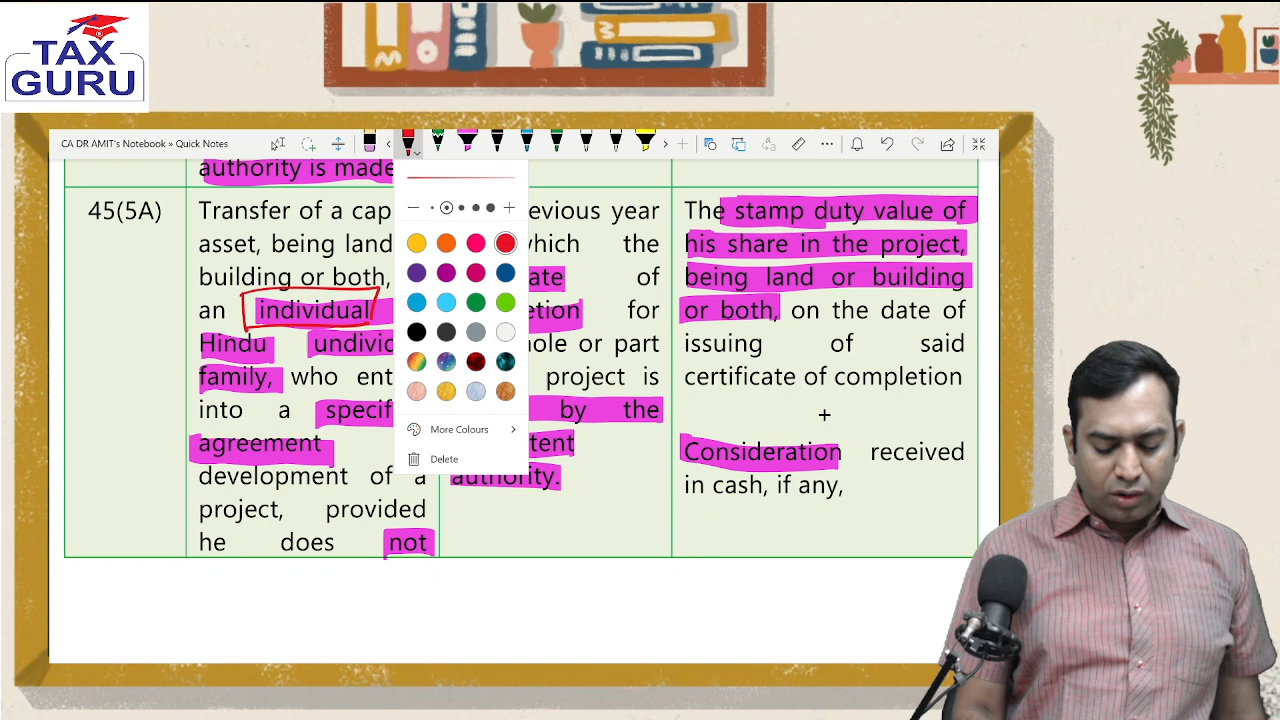 TAX
GURU
CA DR AMIT's Notebook » Quick Notes
authority is made
45(5A)
Transfer of a cap
asset, being land
building or both,
an individual
Hindu undivid
family, who ent
into a specif
agreement
development of a
project, provided
he does not
evious year
which the
ate of
etion for
ole or part
project is
by the
tent
authority.
The stamp duty value of
his share in the project,
being land or building
or both, on the date of
issuing of said
certificate of completion
+
Consideration received
in cash, if any,
More Colours
Delete